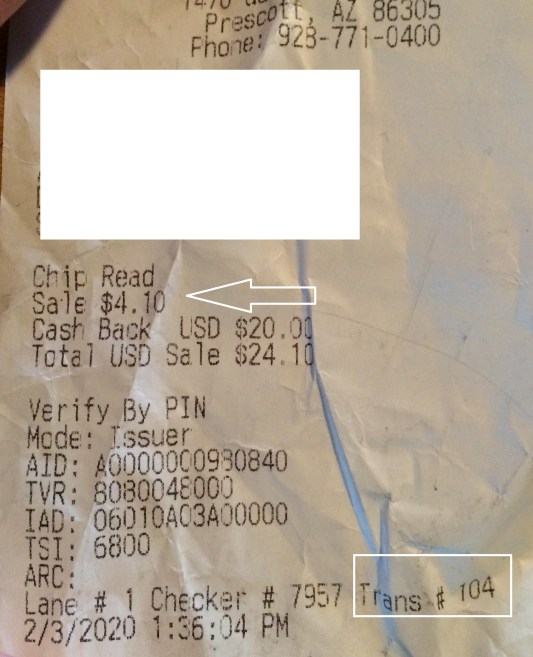 Prescott, AZ 86305
Phone: 928-771-0400
Chip Read
Sale $4.10
Cash Back USD $20.00
Total USD Sale $24.10
Verify By PIN
Mode: Issuer
AID: A0000000980840
TVR: 8080048000
IAD: 06010A03A00000
TSI: 6800
ARC:
Lane # 1 Checker # 7957 Trans # 104
2/3/2020 1:36:04 PM